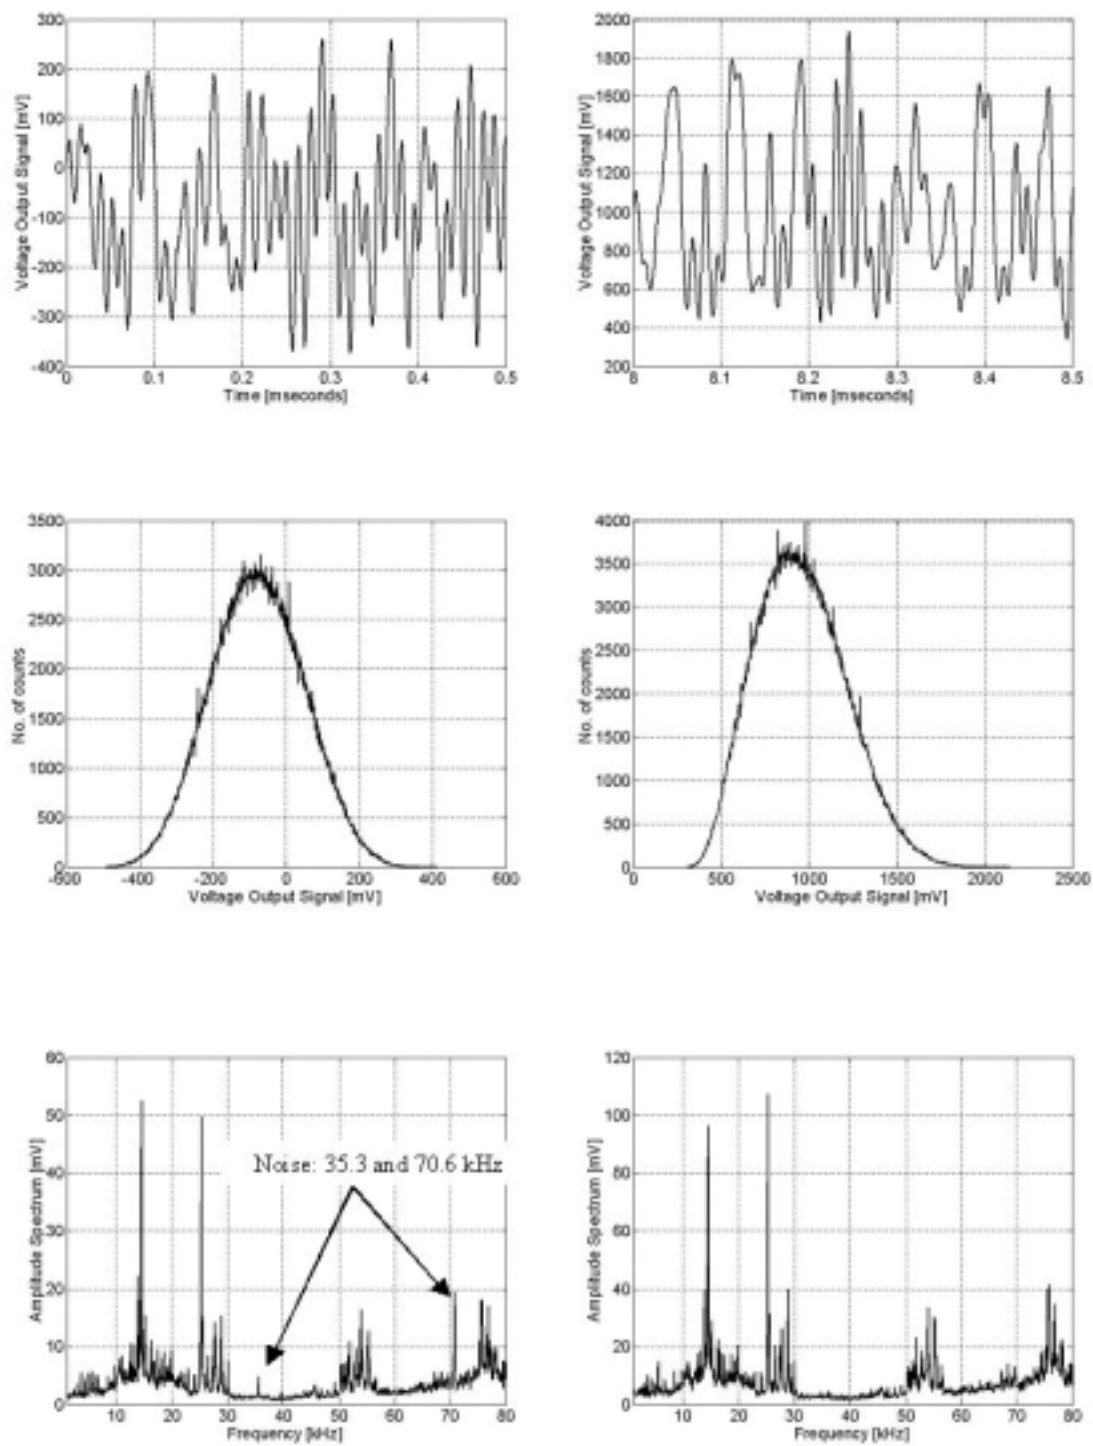 300
200
100
0
-100
-200
-300
-400
0 0.1 0.2 0.3 0.4 0.5
Time [mseconds]
Voltage Output Signal [mV]
2000
1800
1600
1400
1200
1000
800
600
400
200
8 8.1 8.2 8.3 8.4 8.5
Time [mseconds]
Voltage Output Signal [mV]
3500
3000
2500
2000
1500
1000
500
0
-600 -400 -200 0 200 400 600
Voltage Output Signal [mV]
No. of counts
4000
3500
3000
2500
2000
1500
1000
500
0
0 500 1000 1500 2000 2500
Voltage Output Signal [mV]
No. of counts
60
50
40
30
20
10
0
10 20 30 40 50 60 70 80
Frequency [kHz]
Amplitude Spectrum [mV]
Noise: 35.3 and 70.6 kHz
120
100
80
60
40
20
0
10 20 30 40 50 60 70 80
Frequency [kHz]
Amplitude Spectrum [mV]